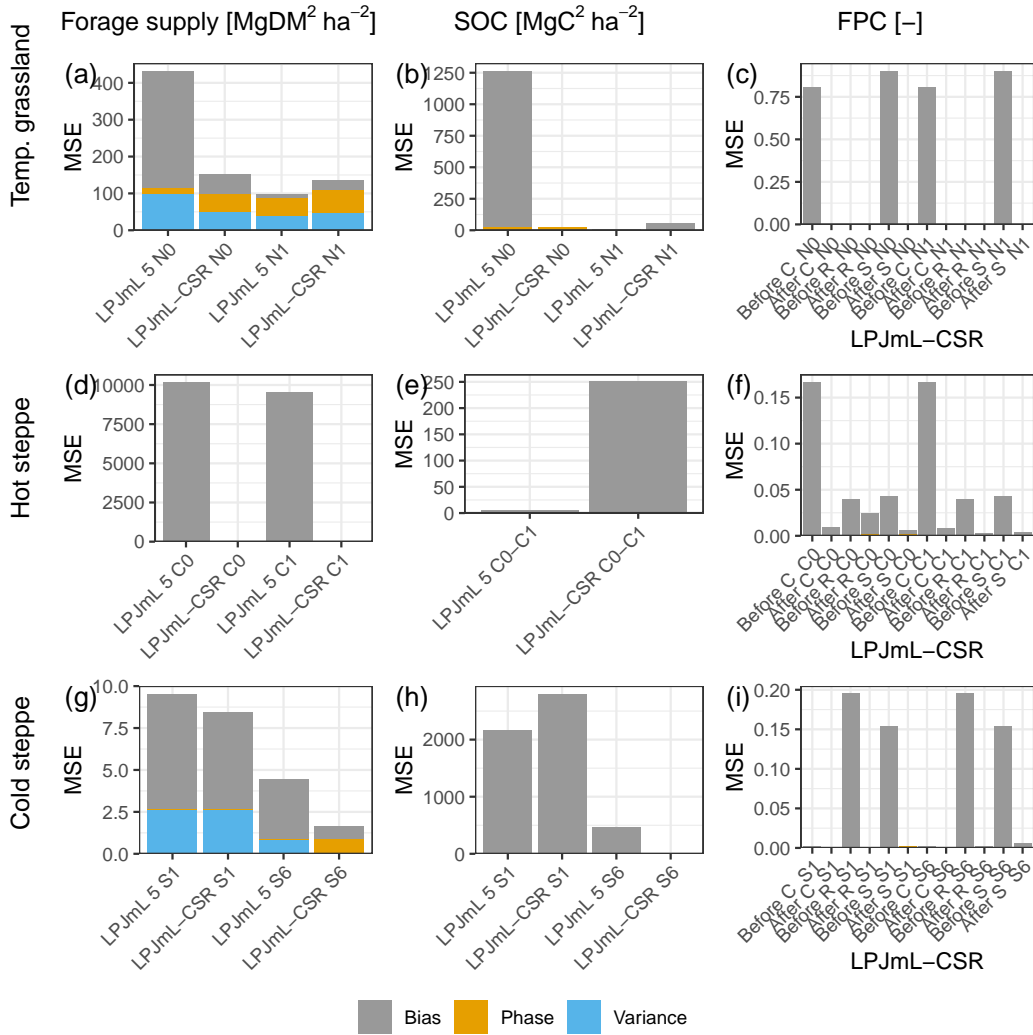 Forage supply [MgDM² ha⁻²]
SOC [MgC² ha⁻²]
FPC [−]
Temp. grassland
(a)
MSE
400
300
200
100
0
LPJmL 5 N0
LPJmL−CSR N0
LPJmL 5 N1
LPJmL−CSR N1
(b)
MSE
1250
1000
750
500
250
0
LPJmL 5 N0
LPJmL−CSR N0
LPJmL 5 N1
LPJmL−CSR N1
(c)
MSE
0.75
0.50
0.25
0.00
Before C N0
After C N0
Before R N0
After R N0
Before S N0
After S N0
Before C N1
After C N1
Before R N1
After R N1
Before S N1
After S N1
LPJmL−CSR
Hot steppe
(d)
MSE
10000
7500
5000
2500
0
LPJmL 5 C0
LPJmL−CSR C0
LPJmL 5 C1
LPJmL−CSR C1
(e)
MSE
250
200
150
100
50
0
LPJmL 5 C0−C1
LPJmL−CSR C0−C1
(f)
MSE
0.15
0.10
0.05
0.00
Before C C0
After C C0
Before R C0
After R C0
Before S C0
After S C0
Before C C1
After C C1
Before R C1
After R C1
Before S C1
After S C1
LPJmL−CSR
Cold steppe
(g)
MSE
10.0
7.5
5.0
2.5
0.0
LPJmL 5 S1
LPJmL−CSR S1
LPJmL 5 S6
LPJmL−CSR S6
(h)
MSE
2000
1000
0
LPJmL 5 S1
LPJmL−CSR S1
LPJmL 5 S6
LPJmL−CSR S6
(i)
MSE
0.20
0.15
0.10
0.05
0.00
Before C S1
After C S1
Before R S1
After R S1
Before S S1
After S S1
Before C S6
After C S6
Before R S6
After R S6
Before S S6
After S S6
LPJmL−CSR
Bias
Phase
Variance